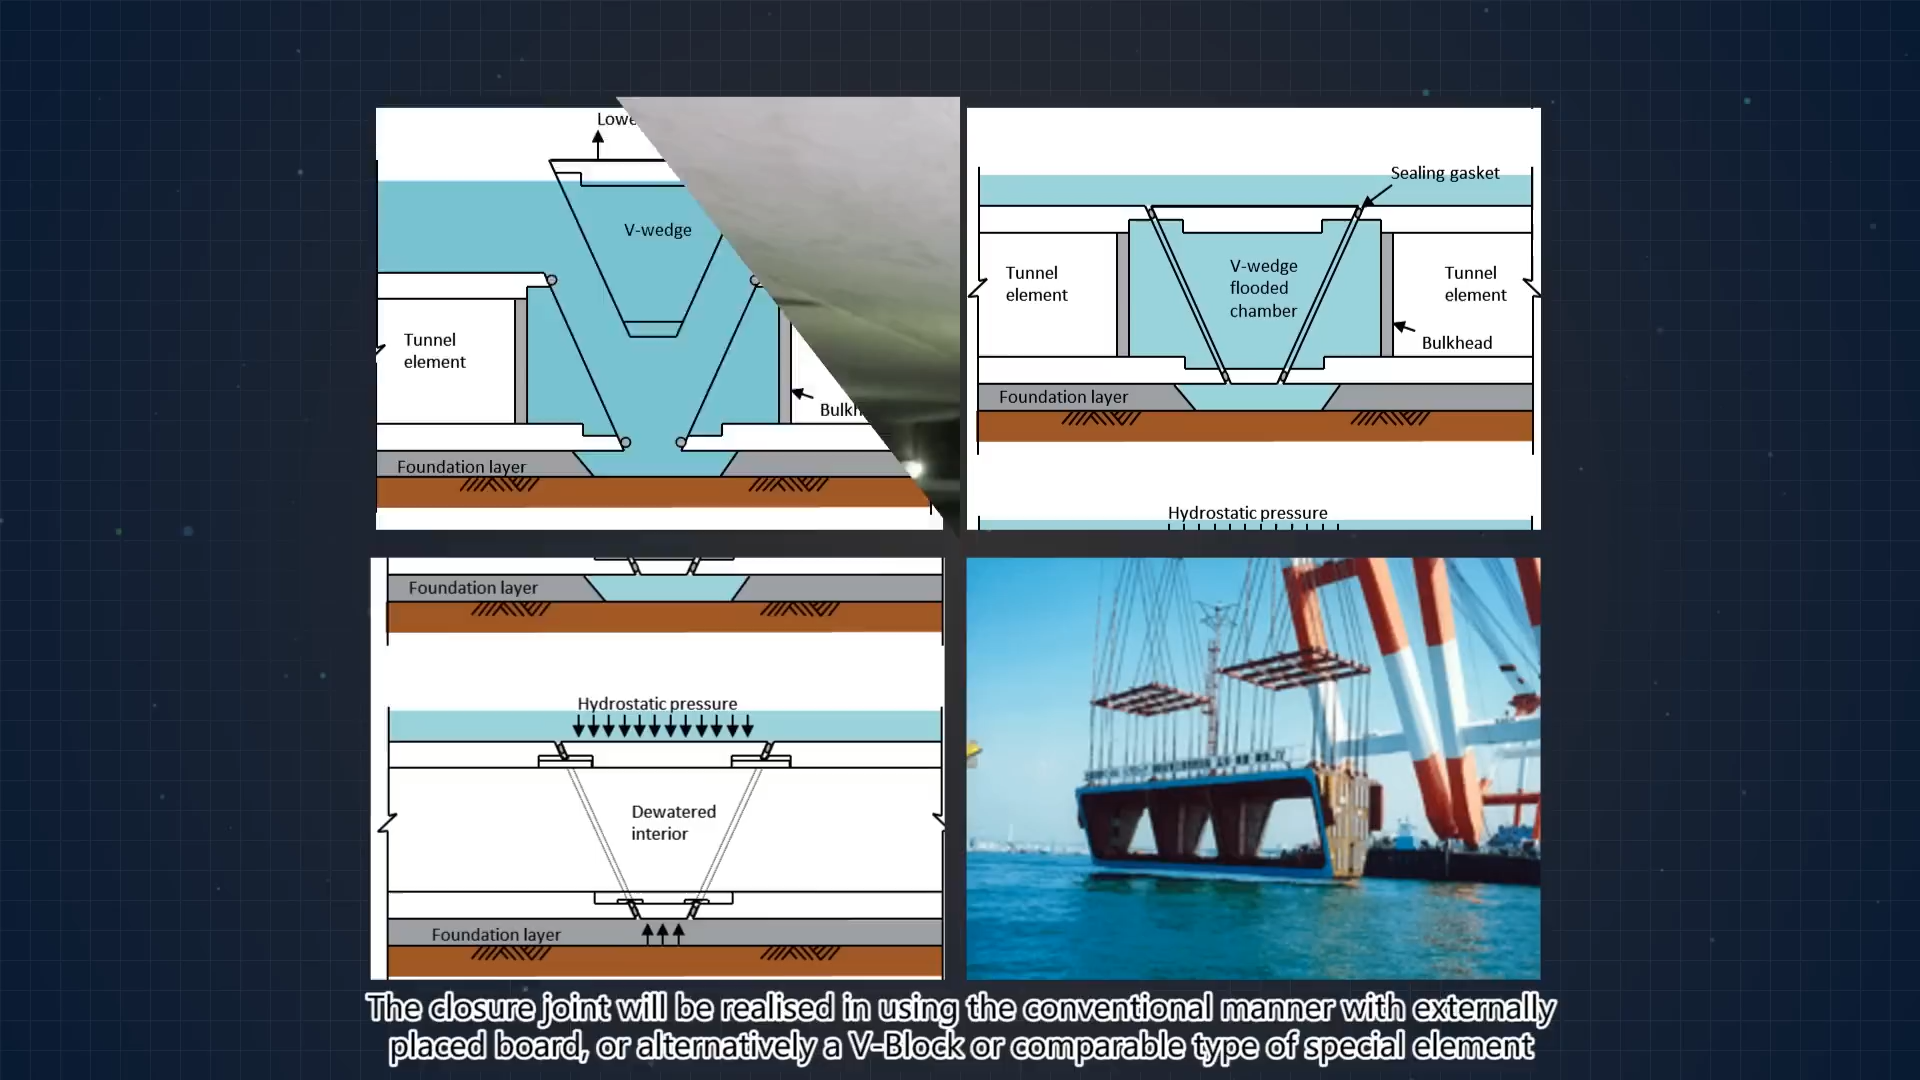 Lowe
V-wedge
Tunnel
element
Bulkh
Foundation layer
Sealing gasket
Tunnel
element
V-wedge
flooded
chamber
Tunnel
element
Bulkhead
Foundation layer
Hydrostatic pressure
Foundation layer
Hydrostatic pressure
Dewatered
interior
Foundation layer
The closure joint will be realised in using the conventional manner with externally
placed board, or alternatively a V-Block or comparable type of special element